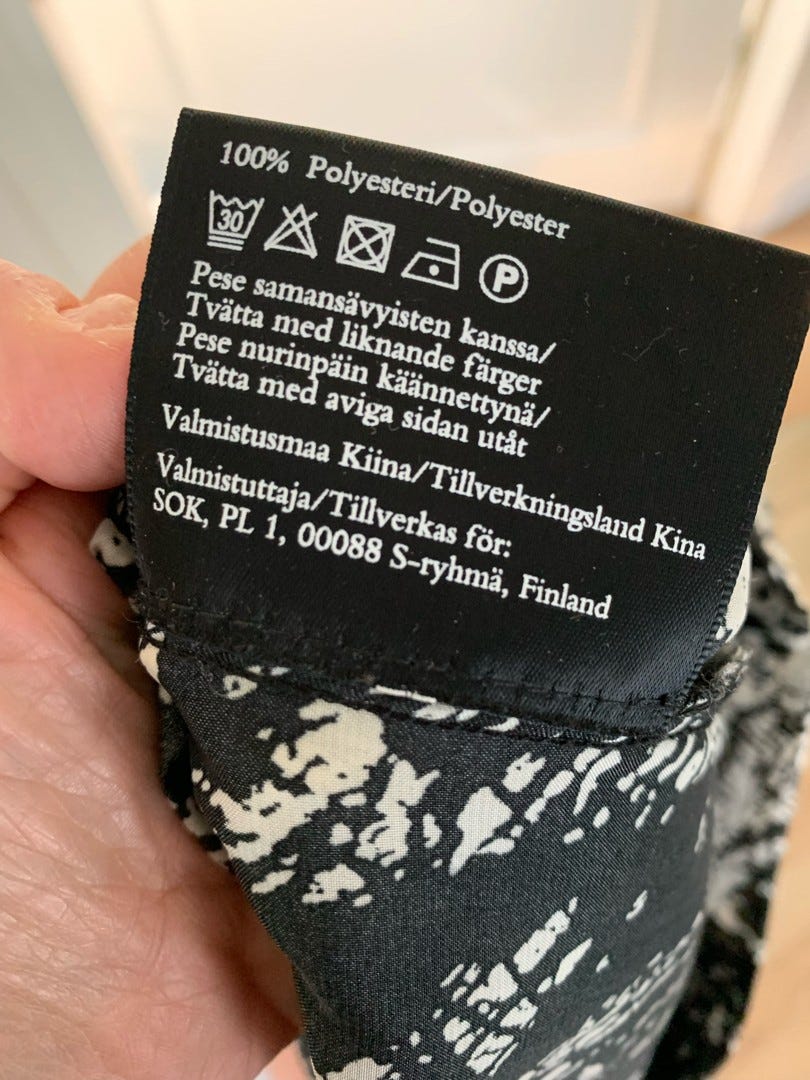 100% Polyesteri/Polyester
30 P
Pese samansävyisten kanssa/
Tvätta med liknande färger
Pese nurinpäin käännettynä/
Tvätta med aviga sidan utåt
Valmistusmaa Kiina/Tillverkningsland Kina
Valmistuttaja/Tillverkas för:
SOK, PL 1, 00088 S-ryhmä, Finland